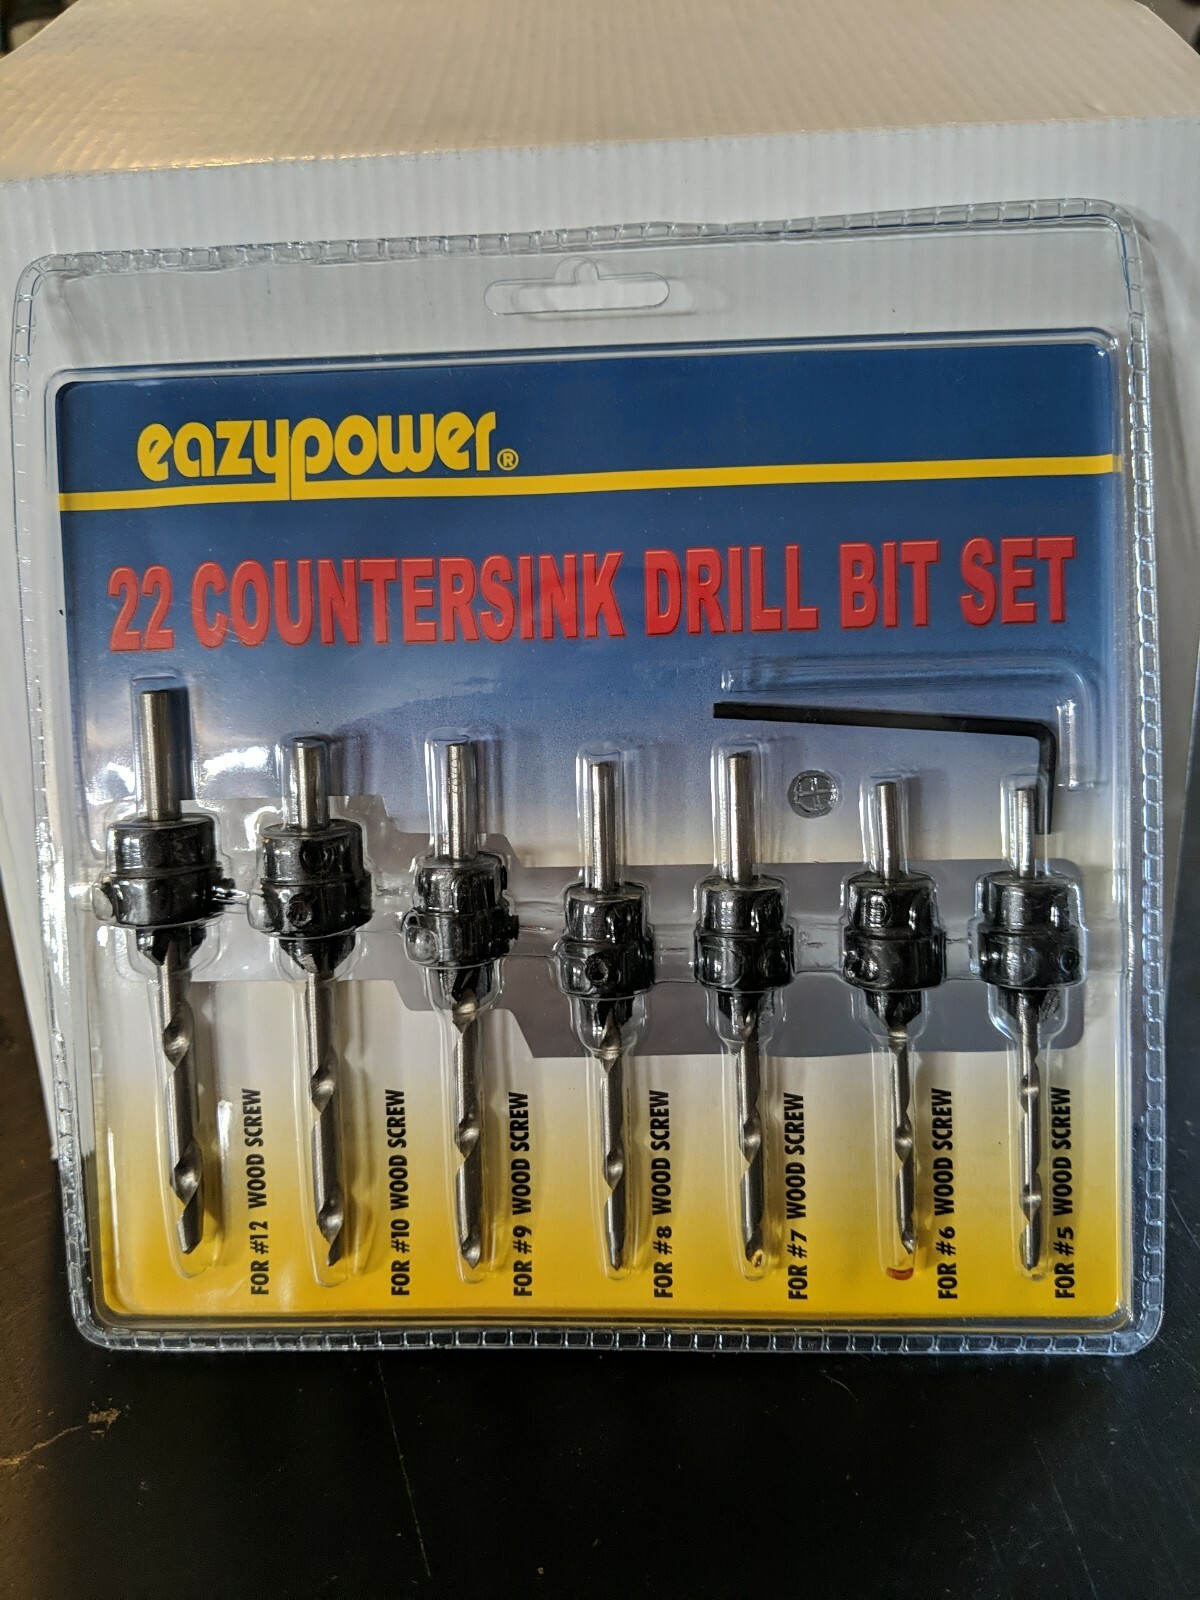 eazypower®
22 COUNTERSINK DRILL BIT SET
FOR #12 WOOD SCREW
FOR #10 WOOD SCREW
FOR #9 WOOD SCREW
FOR #8 WOOD SCREW
FOR #7 WOOD SCREW
FOR #6 WOOD SCREW
FOR #5 WOOD SCREW